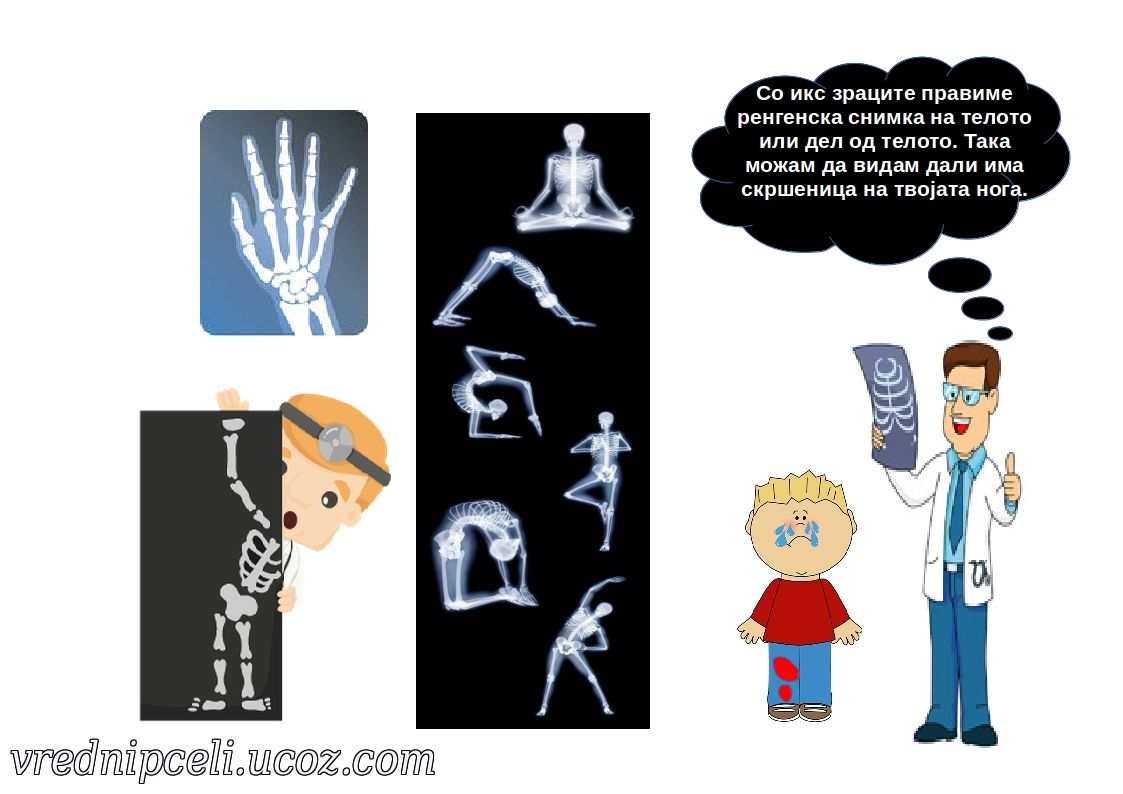 Со икс зраците правиме
ренгенска снимка на телото
или дел од телото. Така
можам да видам дали има
скршеница на твојата нога.
vrednipceli.ucoz.com